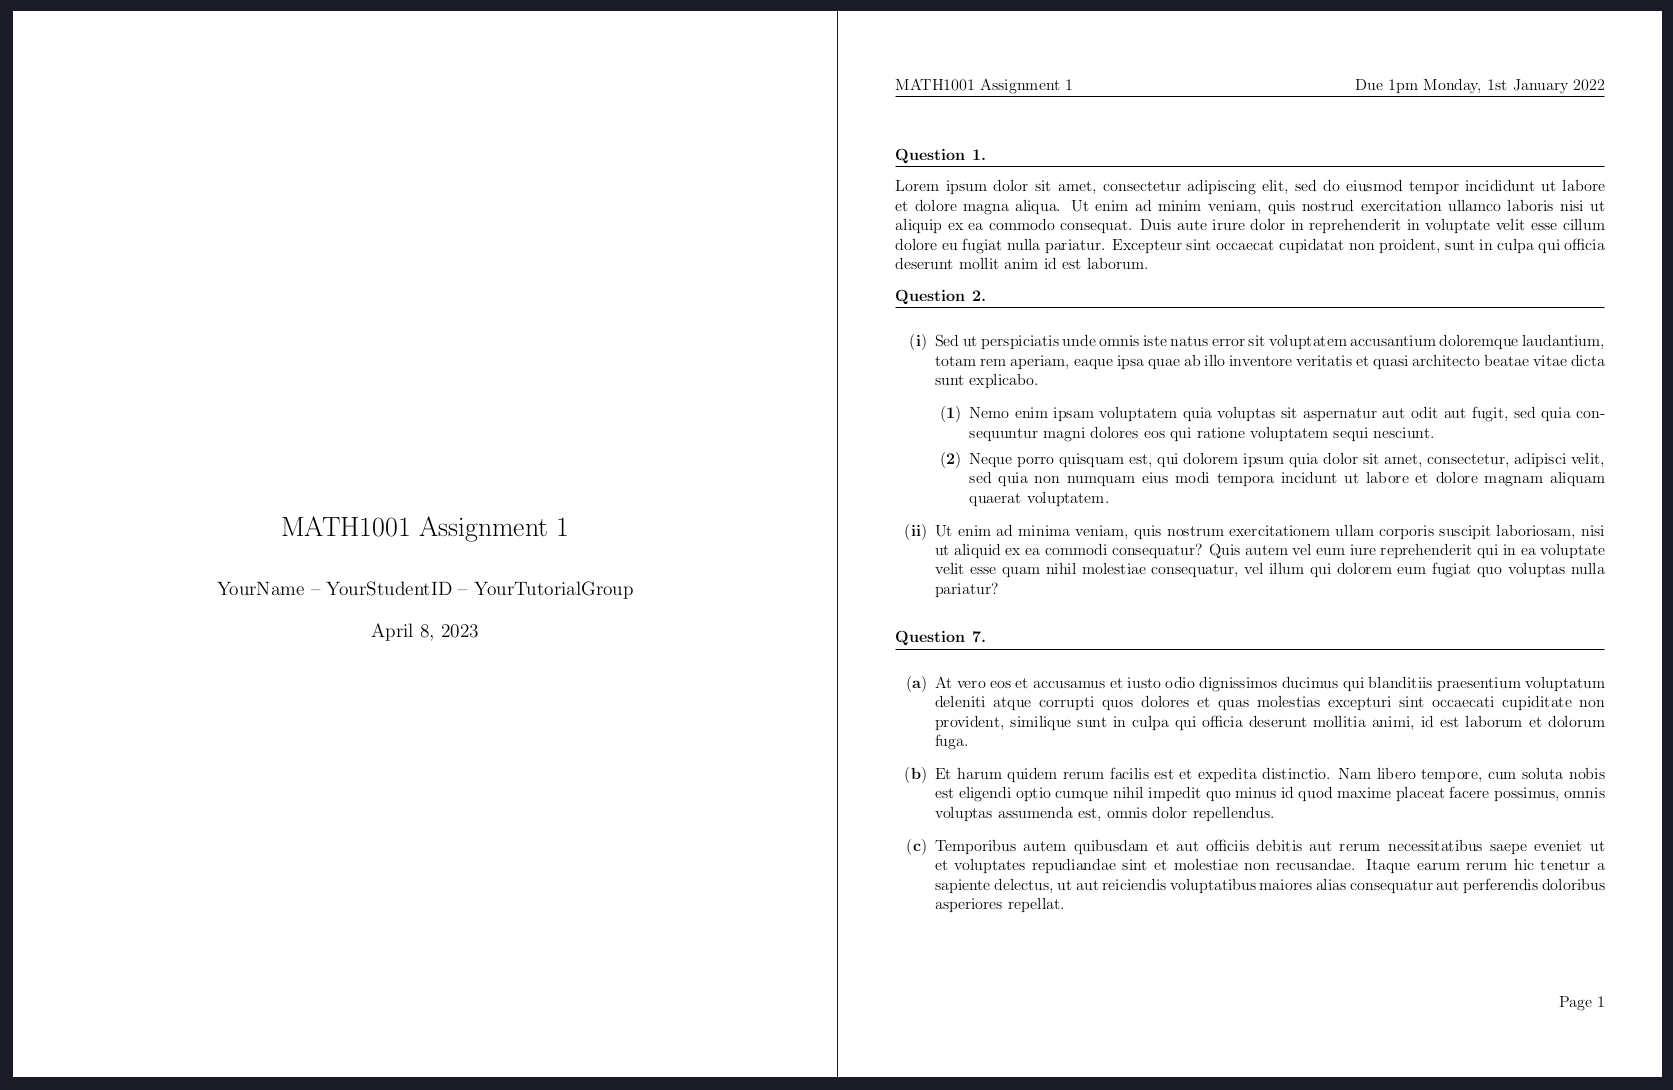 MATH1001 Assignment 1
YourName – YourStudentID – YourTutorialGroup
April 8, 2023
MATH1001 Assignment 1
Due 1pm Monday, 1st January 2022
Question 1.
Lorem ipsum dolor sit amet, consectetur adipiscing elit, sed do eiusmod tempor incididunt ut labore
et dolore magna aliqua. Ut enim ad minim veniam, quis nostrud exercitation ullamco laboris nisi ut
aliquip ex ea commodo consequat. Duis aute irure dolor in reprehenderit in voluptate velit esse cillum
dolore eu fugiat nulla pariatur. Excepteur sint occaecat cupidatat non proident, sunt in culpa qui officia
deserunt mollit anim id est laborum.
Question 2.
(i) Sed ut perspiciatis unde omnis iste natus error sit voluptatem accusantium doloremque laudantium,
totam rem aperiam, eaque ipsa quae ab illo inventore veritatis et quasi architecto beatae vitae dicta
sunt explicabo.
(1) Nemo enim ipsam voluptatem quia voluptas sit aspernatur aut odit aut fugit, sed quia con-
sequuntur magni dolores eos qui ratione voluptatem sequi nesciunt.
(2) Neque porro quisquam est, qui dolorem ipsum quia dolor sit amet, consectetur, adipisci velit,
sed quia non numquam eius modi tempora incidunt ut labore et dolore magnam aliquam
quaerat voluptatem.
(ii) Ut enim ad minima veniam, quis nostrum exercitationem ullam corporis suscipit laboriosam, nisi
ut aliquid ex ea commodi consequatur? Quis autem vel eum iure reprehenderit qui in ea voluptate
velit esse quam nihil molestiae consequatur, vel illum qui dolorem eum fugiat quo voluptas nulla
pariatur?
Question 7.
(a) At vero eos et accusamus et iusto odio dignissimos ducimus qui blanditiis praesentium voluptatum
deleniti atque corrupti quos dolores et quas molestias excepturi sint occaecati cupiditate non
provident, similique sunt in culpa qui officia deserunt mollitia animi, id est laborum et dolorum
fuga.
(b) Et harum quidem rerum facilis est et expedita distinctio. Nam libero tempore, cum soluta nobis
est eligendi optio cumque nihil impedit quo minus id quod maxime placeat facere possimus, omnis
voluptas assumenda est, omnis dolor repellendus.
(c) Temporibus autem quibusdam et aut officiis debitis aut rerum necessitatibus saepe eveniet ut
et voluptates repudiandae sint et molestiae non recusandae. Itaque earum rerum hic tenetur a
sapiente delectus, ut aut reiciendis voluptatibus maiores alias consequatur aut perferendis doloribus
asperiores repellat.
Page 1